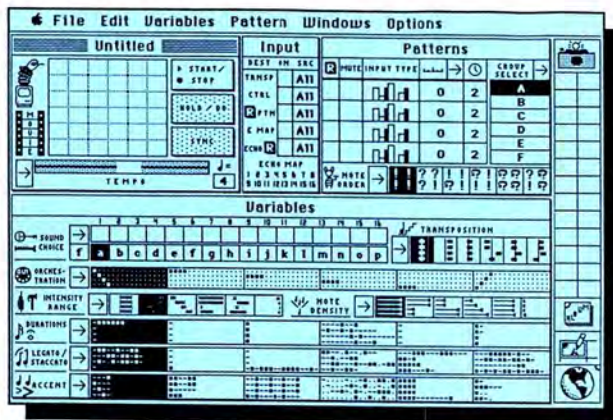 File Edit Variables Pattern Windows Options
Untitled
START/
STOP
HOLD/DO
SYNC
MOUSE
TEMPO
4
Input
DEST IN SRC
TRNSP All
CTRL All
R PTN All
E MAP All
ECHO R All
ECHO MAP
1 2 3 4 5 6 7 8
9 10 11 12 13 14 15 16
Patterns
R MUTE INPUT TYPE
0 2
0 2
0 2
0 2
GROUP
SELECT
A
B
C
D
E
F
NOTE
ORDER
Variables
1 2 3 4 5 6 7 8 9 10 11 12 13 14 15 16
SOUND
CHOICE
f a b c d e f g h i j k l m n o p
TRANSPOSITION
ORCHES-
TRATION
INTENSITY
RANGE
NOTE
DENSITY
DURATIONS
LEGATO/
STACCATO
ACCENT